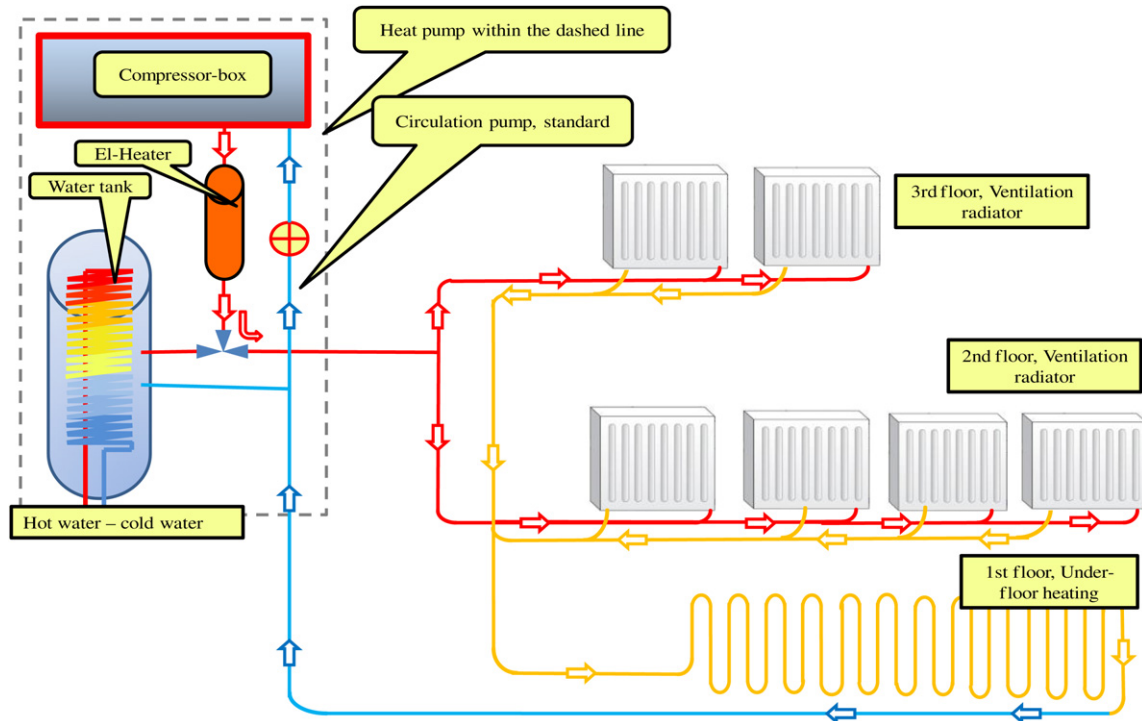 Heat pump within the dashed line
Compressor-box
Circulation pump, standard
El-Heater
Water tank
3rd floor, Ventilation
radiator
2nd floor, Ventilation
radiator
Hot water – cold water
1st floor, Under-
floor heating